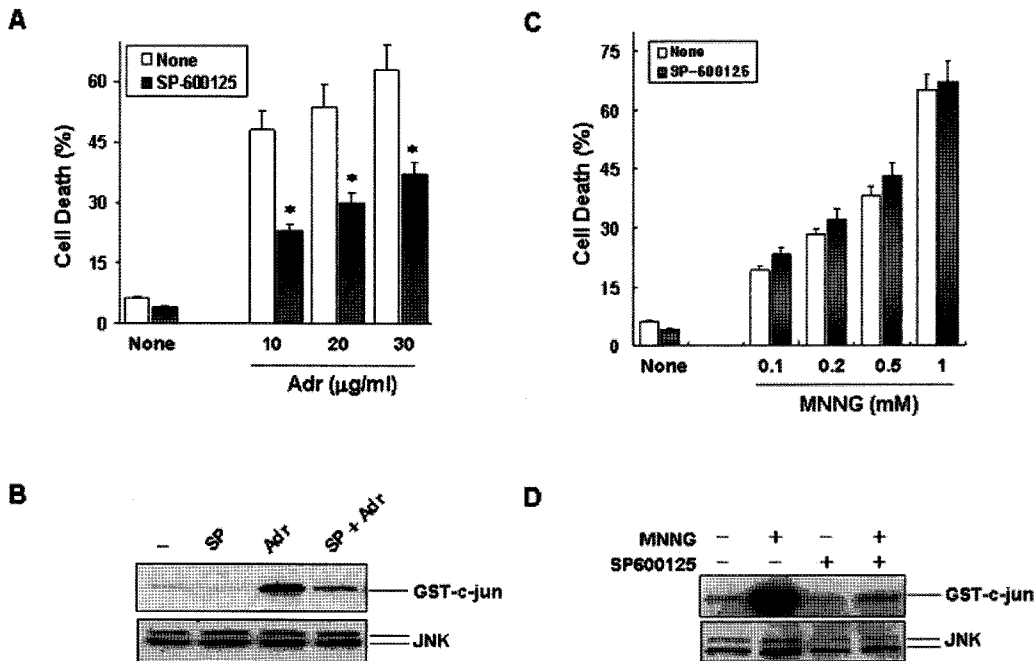 A
None
SP-600125
Cell Death (%)
60
45
30
15
0
*
*
*
None
10
20
30
Adr (µg/ml)
C
None
SP-600125
Cell Death (%)
75
60
45
30
15
0
None
0.1
0.2
0.5
1
MNNG (mM)
B
–
SP
Adr
SP + Adr
GST-c-jun
JNK
D
MNNG – + – +
SP600125 – – + +
GST-c-jun
JNK